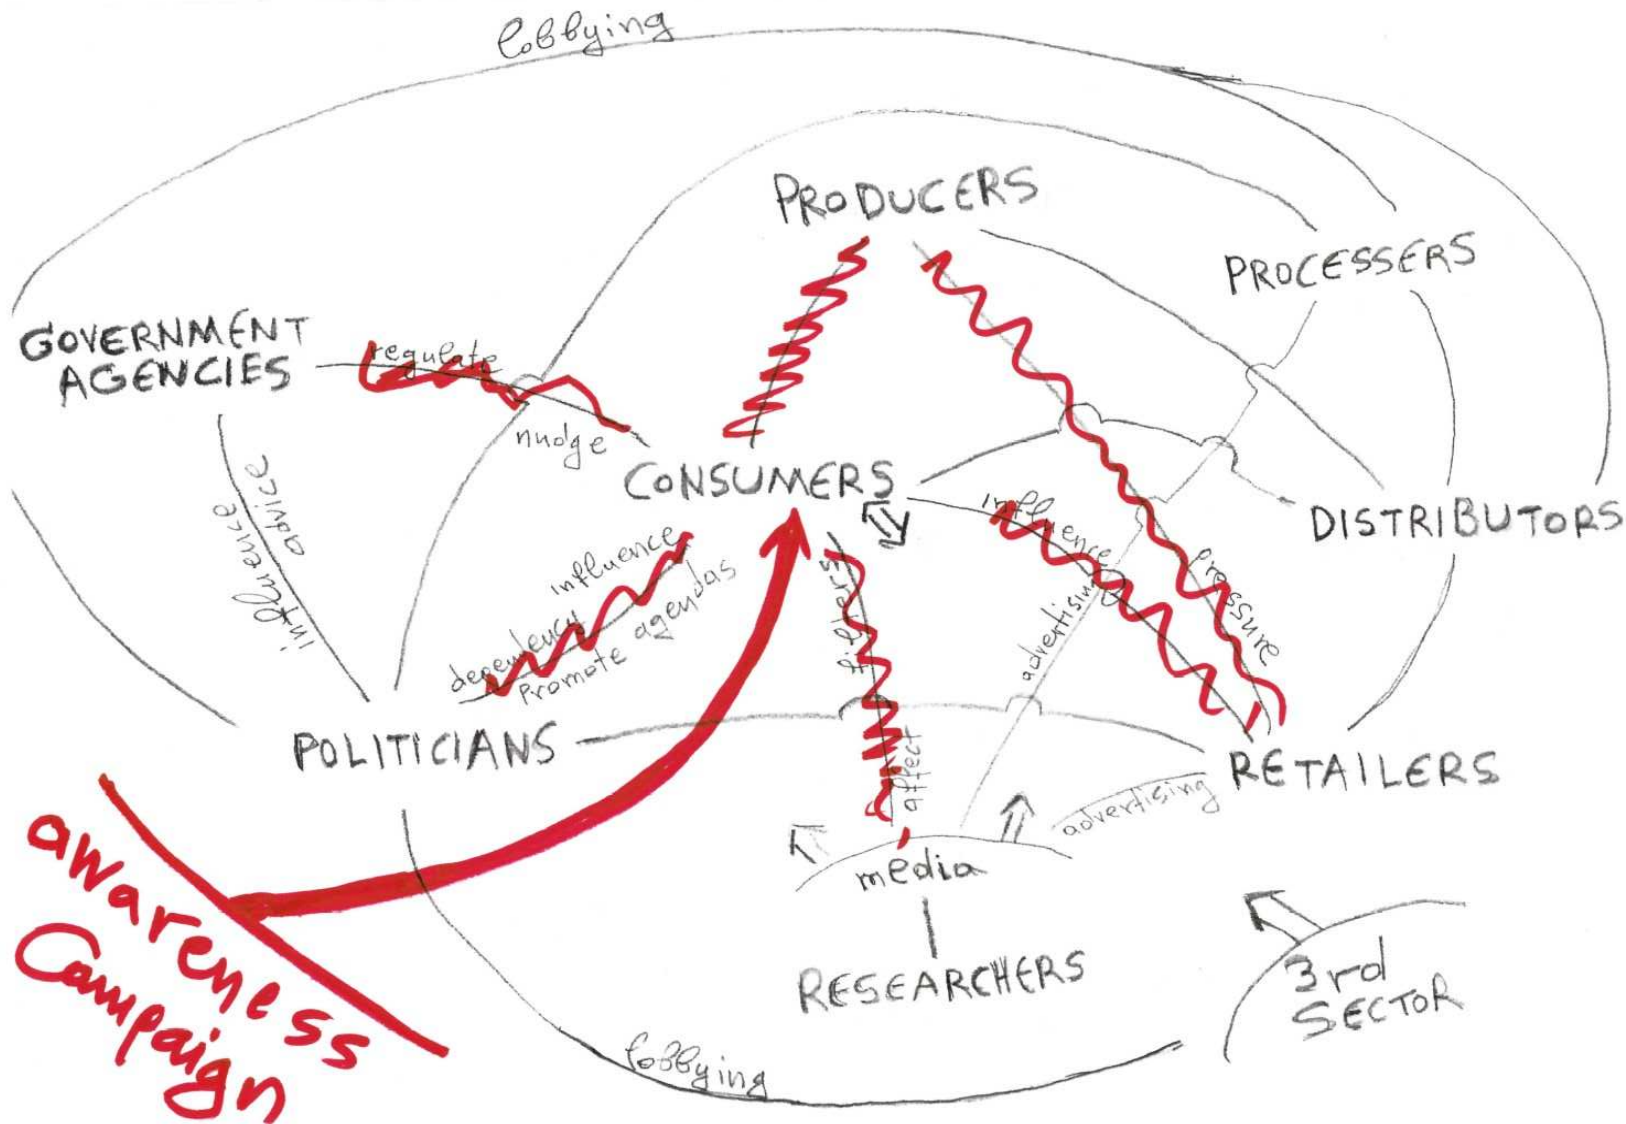 lobbying
PRODUCERS
PROCESSERS
GOVERNMENT
AGENCIES
regulate
nudge
CONSUMERS
DISTRIBUTORS
influence
advice
influence
dependency
influence
Promote agendas
affect
advertising
pressure
POLITICIANS
RETAILERS
advertising
media
awareness
Campaign
RESEARCHERS
3rd
SECTOR
lobbying